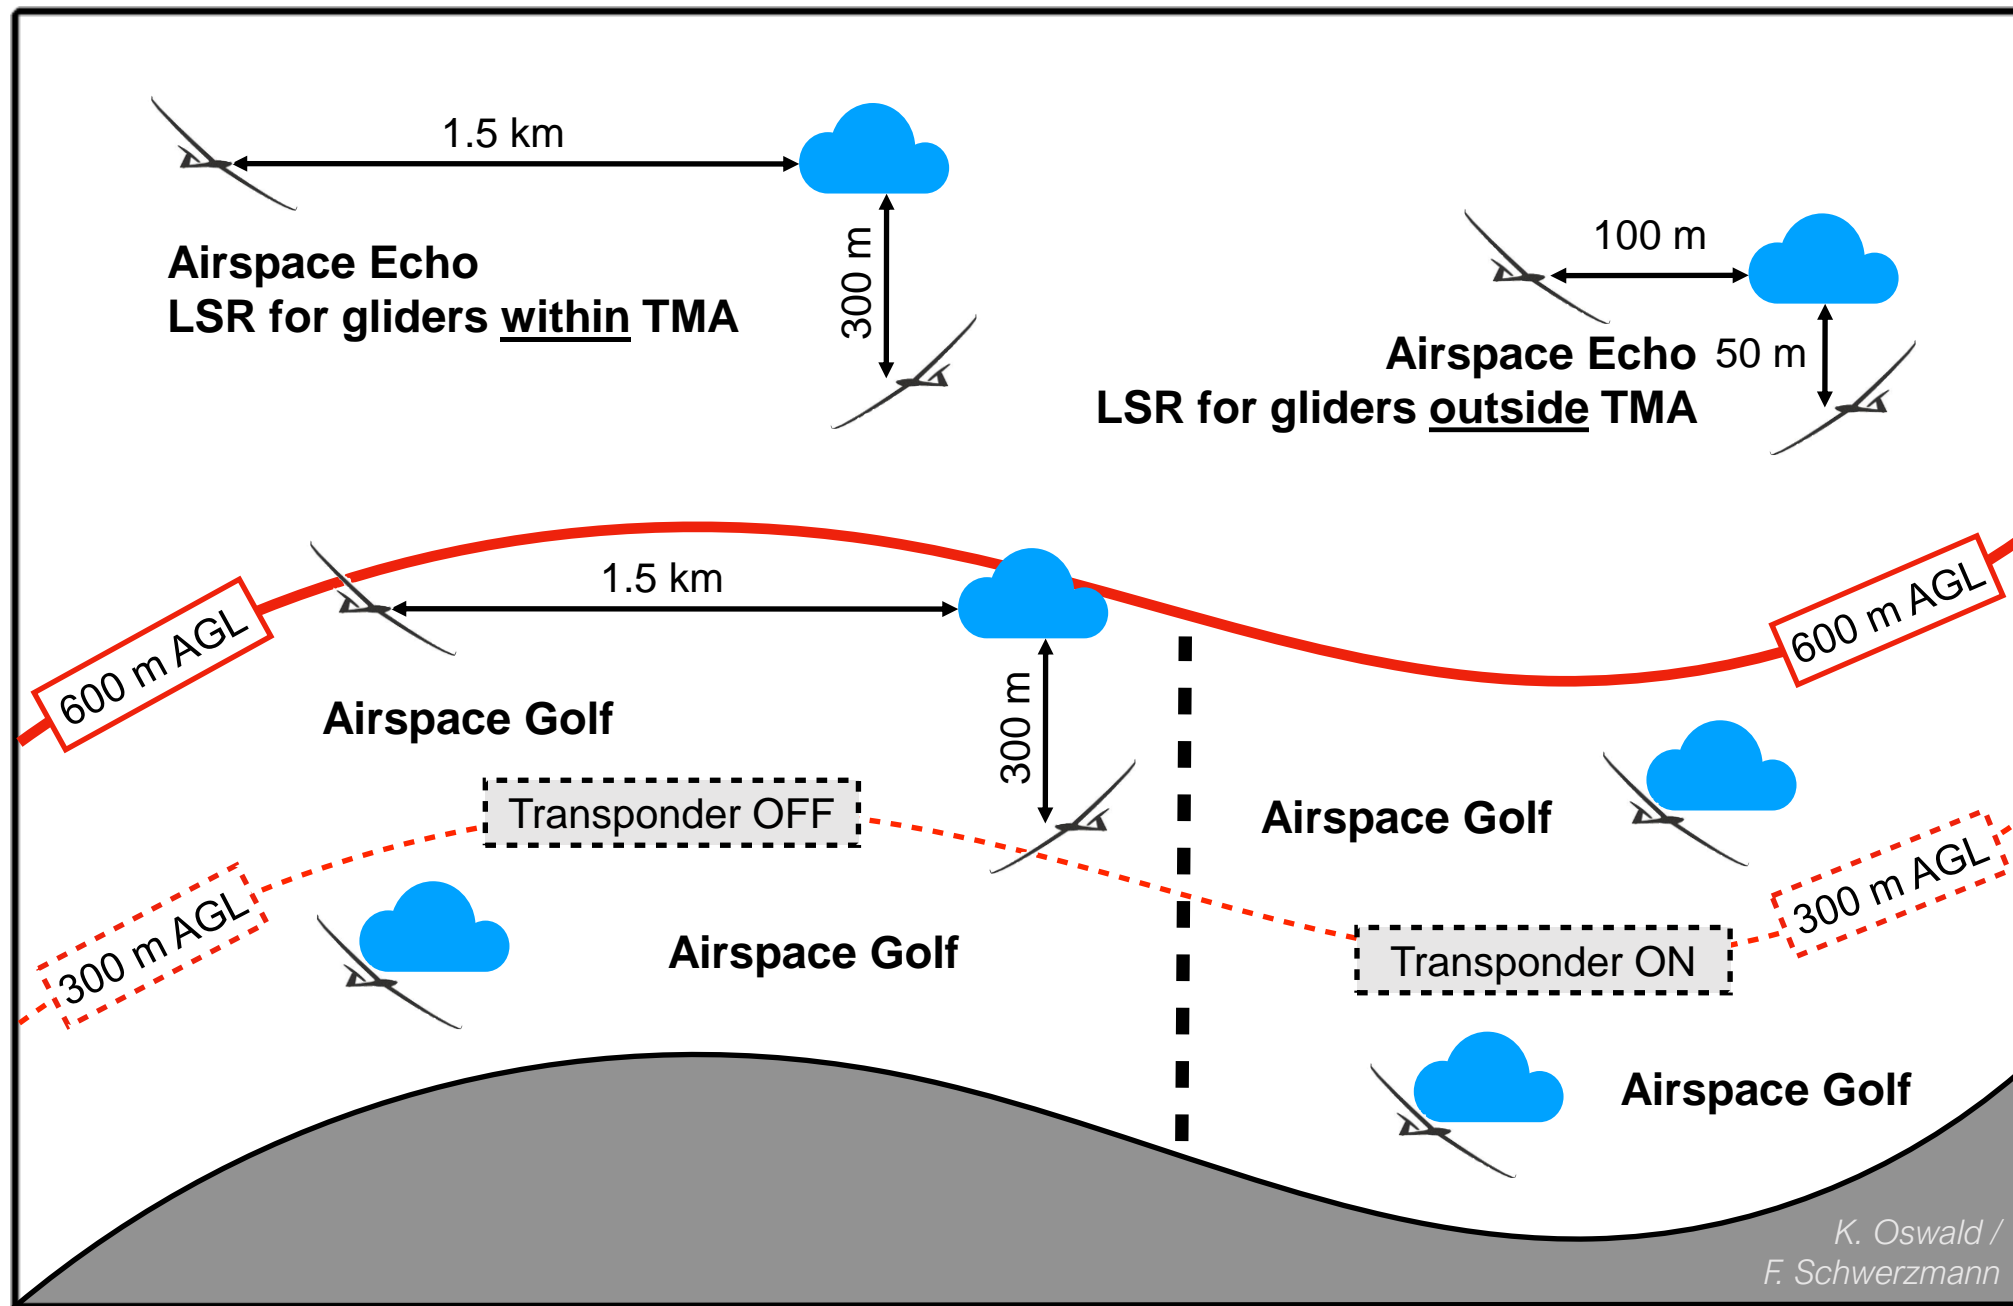 1.5 km
300 m
Airspace Echo
LSR for gliders within TMA
100 m
50 m
Airspace Echo
LSR for gliders outside TMA
600 m AGL
1.5 km
300 m
600 m AGL
Airspace Golf
Transponder OFF
Airspace Golf
300 m AGL
300 m AGL
Airspace Golf
Transponder ON
Airspace Golf
K. Oswald /
F. Schwerzmann